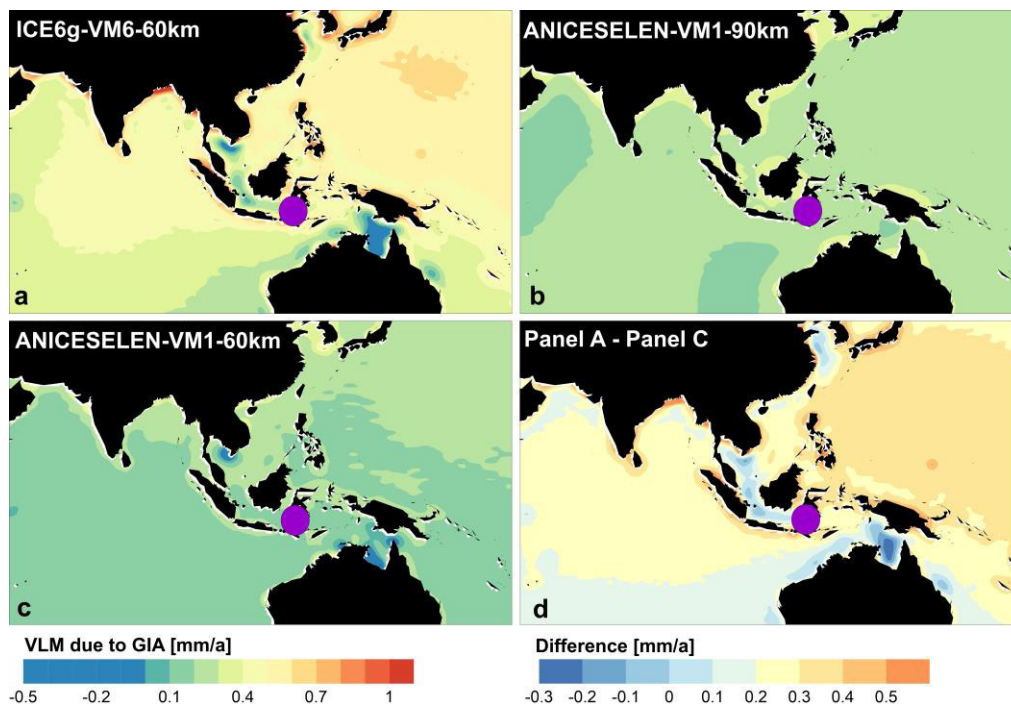 ICE6g-VM6-60km
ANICESELEN-VM1-90km
a
b
ANICESELEN-VM1-60km
Panel A - Panel C
c
d
VLM due to GIA [mm/a]
-0.5 -0.2 0.1 0.4 0.7 1
Difference [mm/a]
-0.3 -0.2 -0.1 0 0.1 0.2 0.3 0.4 0.5